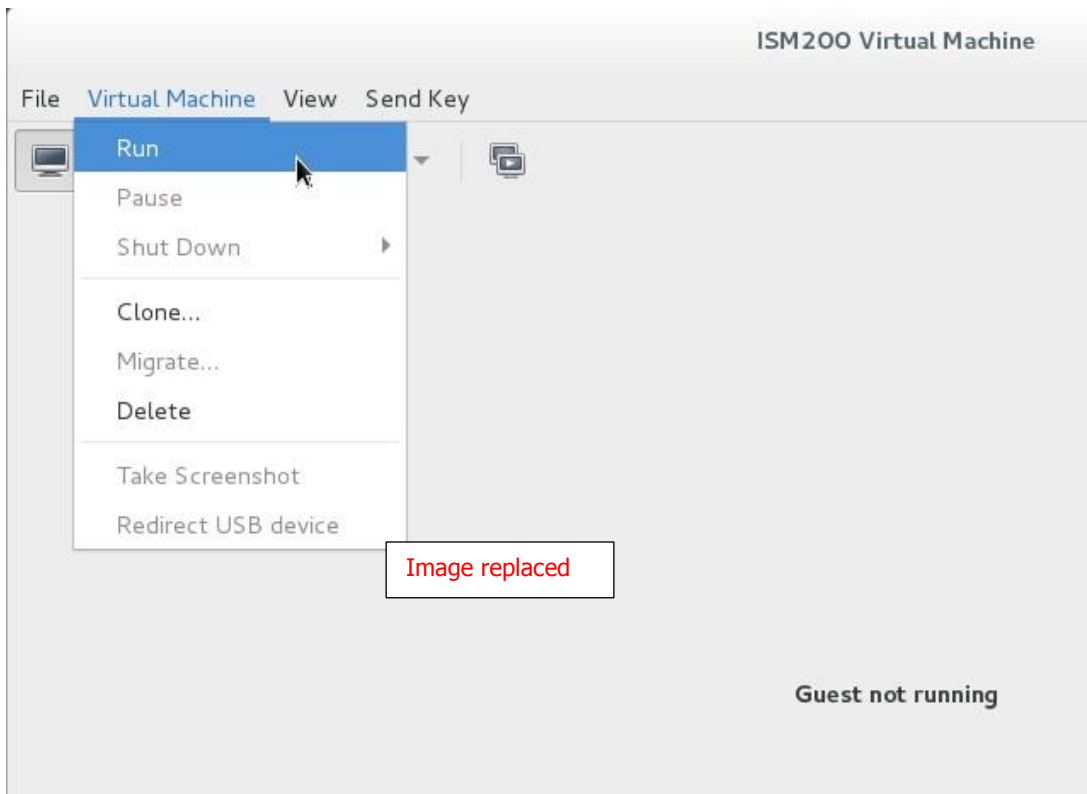 ISM200 Virtual Machine
File Virtual Machine View Send Key
Run
Pause
Shut Down
Clone...
Migrate...
Delete
Take Screenshot
Redirect USB device
Image replaced
Guest not running